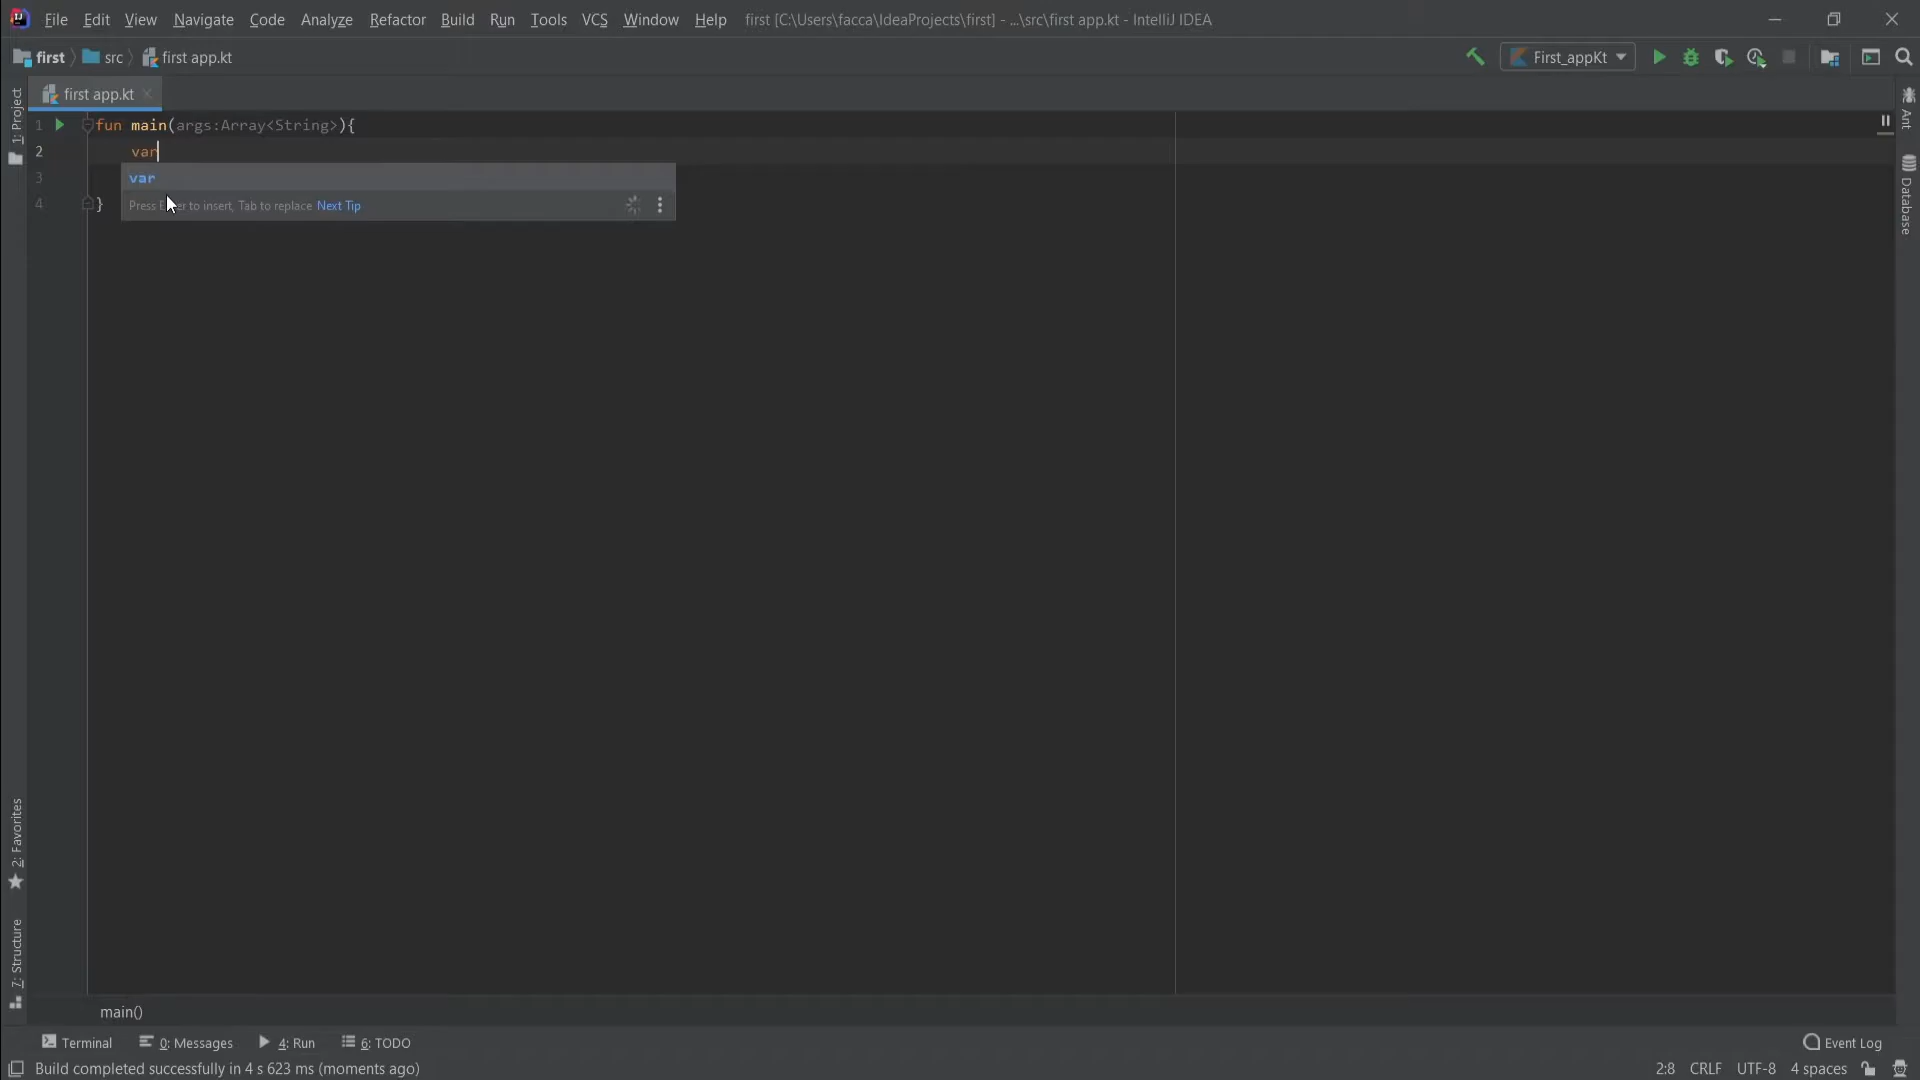 File Edit View Navigate Code Analyze Refactor Build Run Tools VCS Window Help first [C:\Users\facca\IdeaProjects\first] - ...\src\first app.kt - IntelliJ IDEA
first src first app.kt First_appKt
first app.kt
1: Project
Ant
Database
1 fun main(args:Array<String>){
2 var
var
3
Press to insert, Tab to replace Next Tip
4 }
2: Favorites
7: Structure
main()
Terminal 0: Messages 4: Run 6: TODO Event Log
Build completed successfully in 4 s 623 ms (moments ago) 2:8 CRLF UTF-8 4 spaces